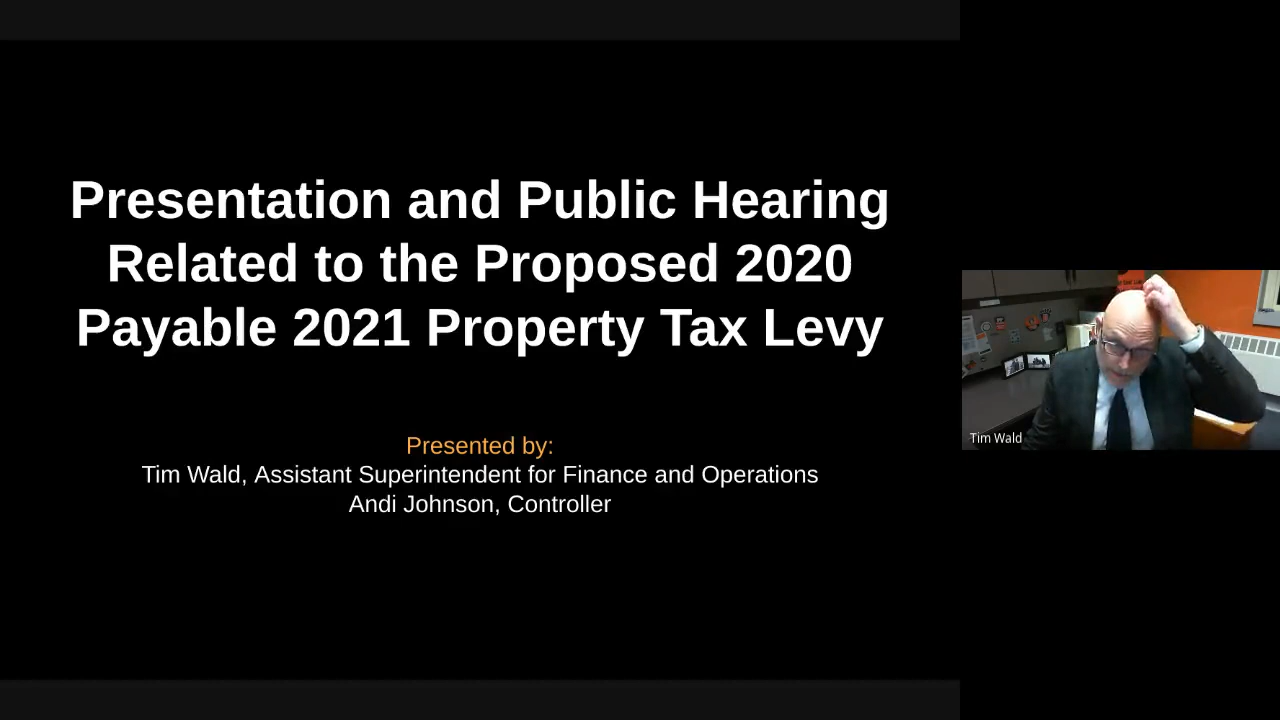 Presentation and Public Hearing
Related to the Proposed 2020
Payable 2021 Property Tax Levy
Presented by:
Tim Wald, Assistant Superintendent for Finance and Operations
Andi Johnson, Controller
Tim Wald